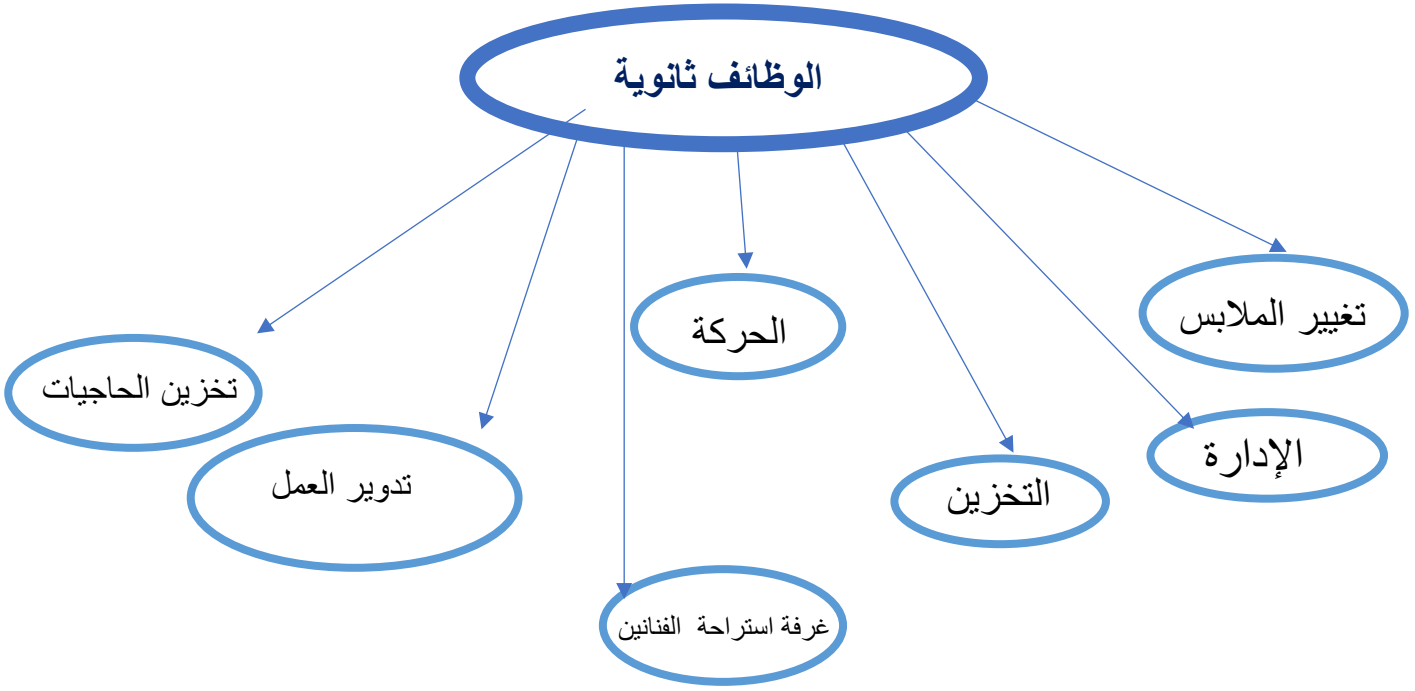 الوظائف ثانوية
تغيير الملابس
الحركة
تخزين الحاجيات
الإدارة
تدوير العمل
التخزين
غرفة استراحة الفنانين